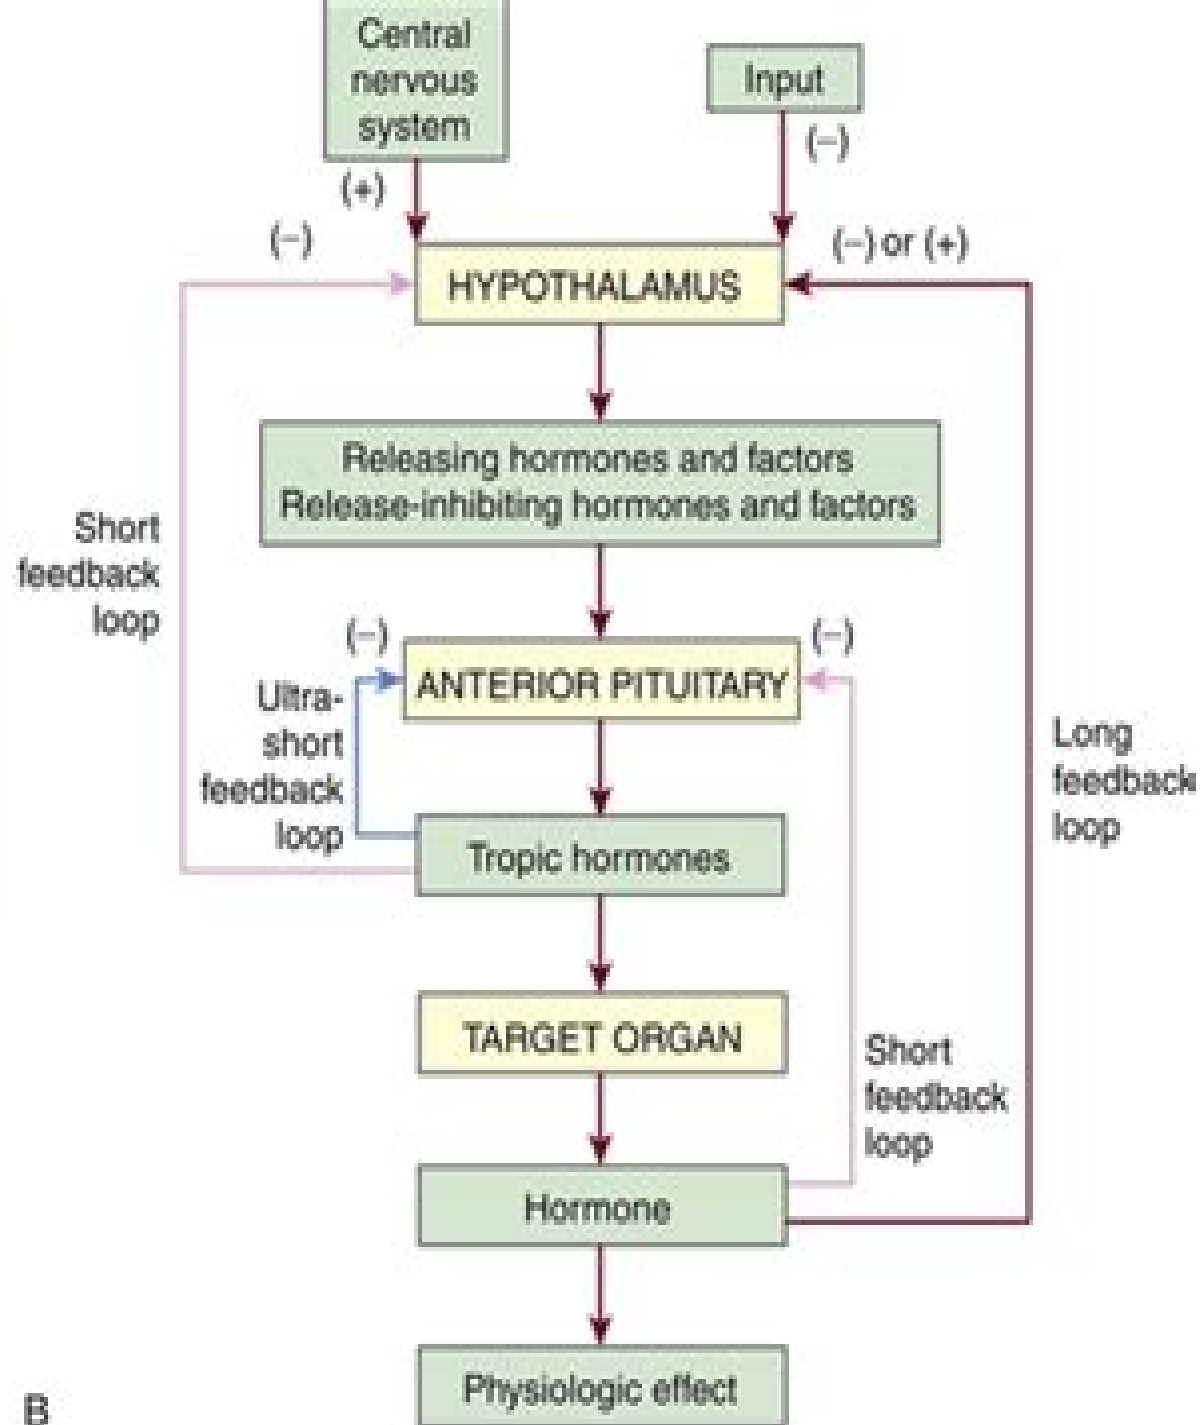 Central
nervous
system
Input
(+)
(−)
(−)
(−) or (+)
HYPOTHALAMUS
Releasing hormones and factors
Release-inhibiting hormones and factors
Short
feedback
loop
(−)
(−)
ANTERIOR PITUITARY
Ultra-
short
feedback
loop
Long
feedback
loop
Tropic hormones
TARGET ORGAN
Short
feedback
loop
Hormone
Physiologic effect
B